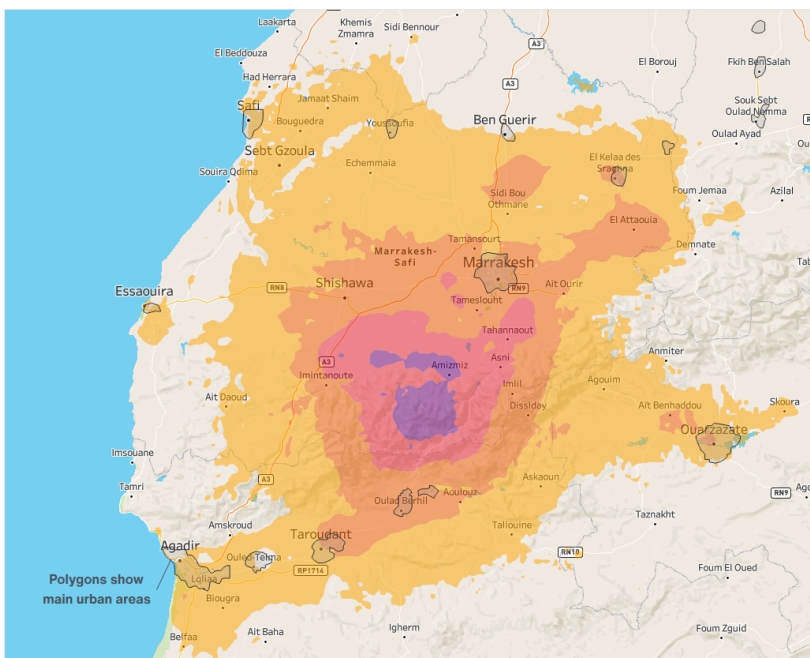 Laakarta
Khemis
Zmamra
Sidi Bennour
A3
El Beddouza
El Borouj
Fkih Ben Salah
Had Herrara
A3
Jamaat Shaim
Souk Sebt
Oulad Nemma
Safi
Bouguedra
Youssoufia
Ben Guerir
Oulad Ayad
Sebt Gzoula
Echemmaia
El Kelaa des
Sraghna
Souira Qdima
Sidi Bou
Othmane
Foum Jemaa
Azilal
El Attaouia
Marrakesh-
Safi
Tamansourt
Demnate
Marrakesh
Essaouira
RN8
Shishawa
RN9
Ait Ourir
Tameslouht
Tahannaout
A3
Anmiter
Asni
Imintanoute
Amizmiz
Imlil
Agouim
Ait Daoud
Disslday
Skoura
Aït Benhaddou
Ouarzazate
Imsouane
A3
Askaoun
Tamri
Oulad Berhil
Aoulouz
RN9
Amskroud
Taroudant
Taliouine
Taznakht
Agadir
Ouled-Teima
RN10
Polygons show
main urban areas
Lqliaa
RP1714
Foum El Oued
Biougra
Belfaa
Ait Baha
Igherm
Foum Zguid